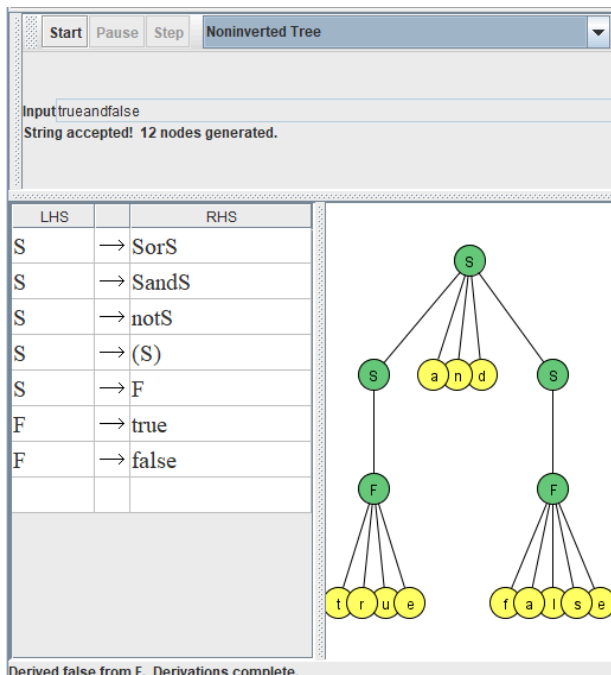 Start Pause Step Noninverted Tree
Input trueandfalse
String accepted! 12 nodes generated.
LHS RHS
S → SorS
S → SandS
S → notS
S → (S)
S → F
F → true
F → false
S
S a n d S
F F
t r u e f a l s e
Derived false from F. Derivations complete.